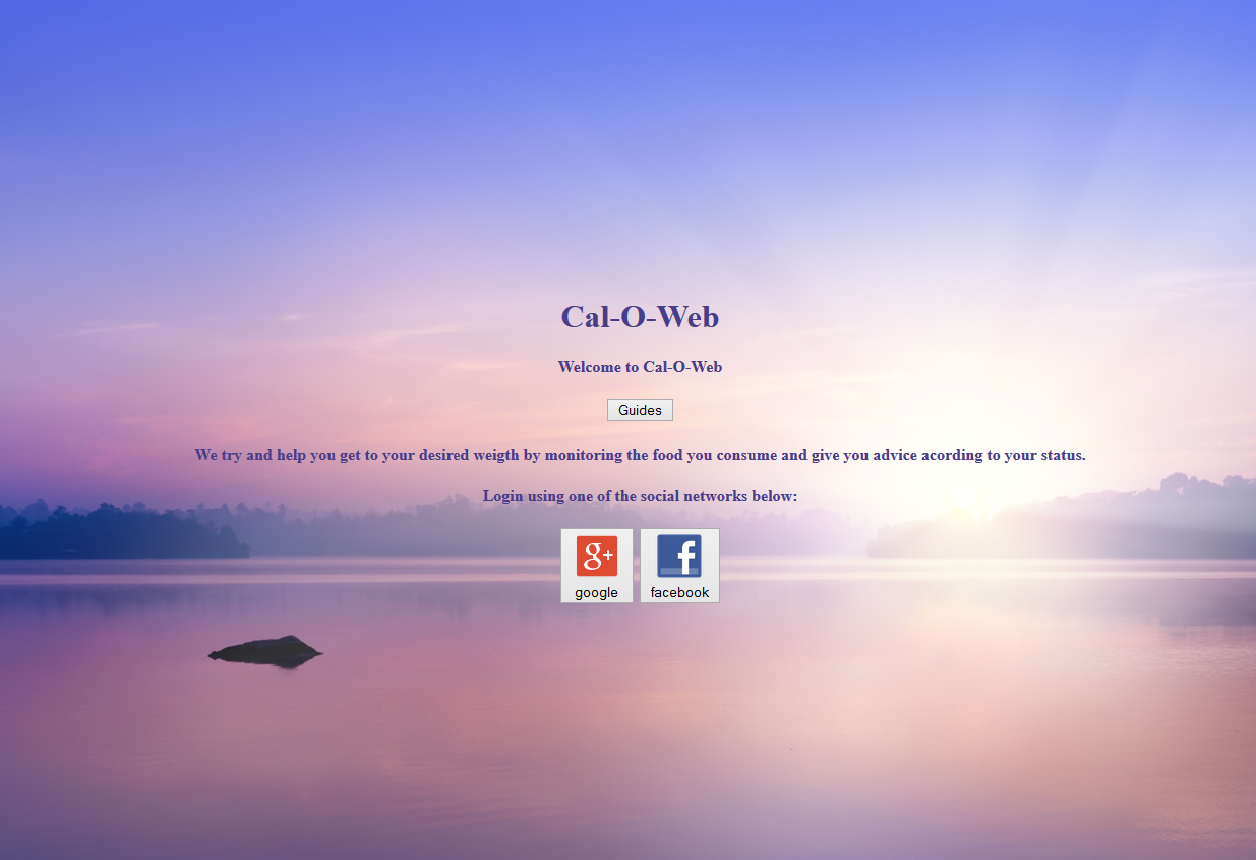 Cal-O-Web
Welcome to Cal-O-Web
Guides
We try and help you get to your desired weigth by monitoring the food you consume and give you advice acording to your status.
Login using one of the social networks below:
g+ f
google facebook